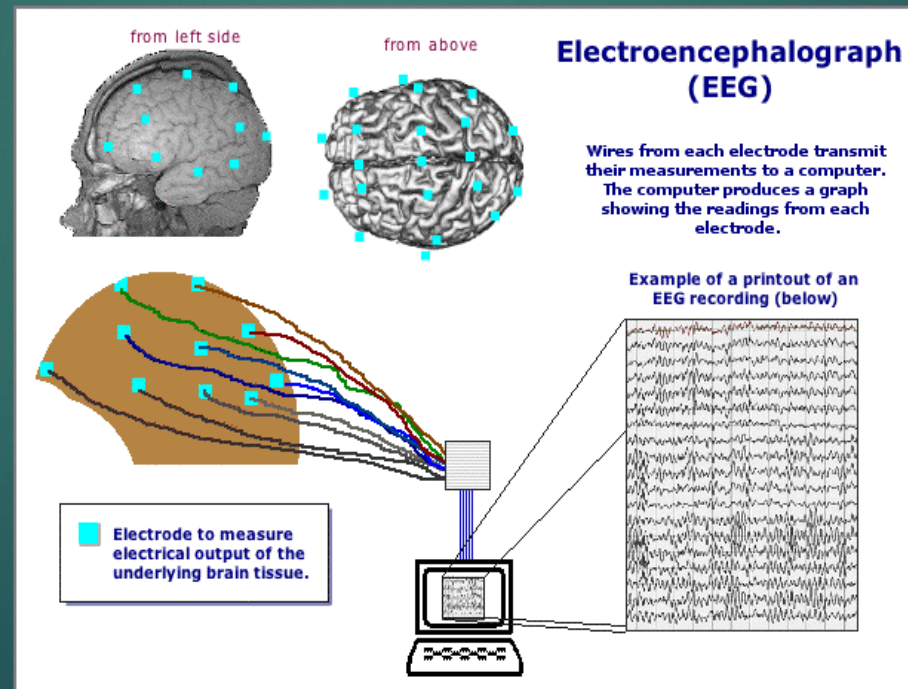 from left side
from above
Electroencephalograph
(EEG)
Wires from each electrode transmit
their measurements to a computer.
The computer produces a graph
showing the readings from each
electrode.
Example of a printout of an
EEG recording (below)
Electrode to measure
electrical output of the
underlying brain tissue.